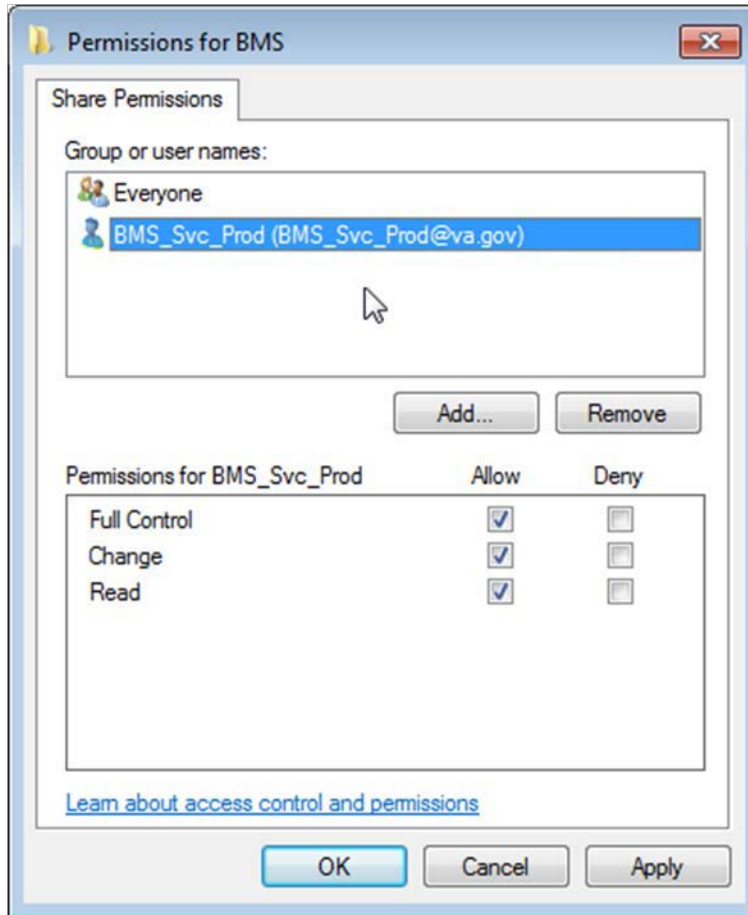 Permissions for BMS
Share Permissions
Group or user names:
Everyone
BMS_Svc_Prod (BMS_Svc_Prod@va.gov)
Add... Remove
Permissions for BMS_Svc_Prod Allow Deny
Full Control
Change
Read
Learn about access control and permissions
OK Cancel Apply